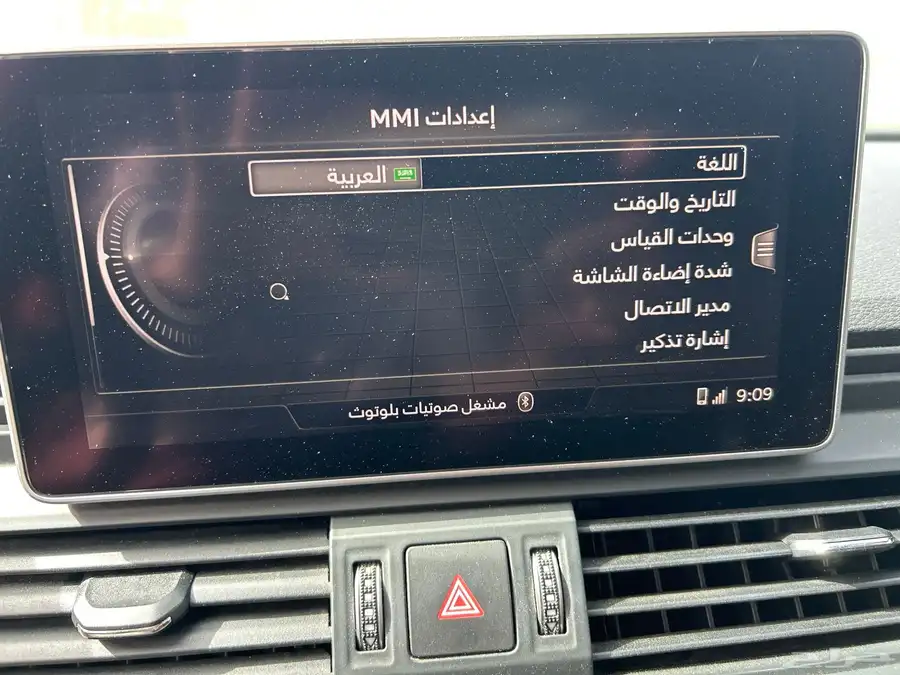 إعدادات MMI
اللغة العربية
التاريخ والوقت
وحدات القياس
شدة إضاءة الشاشة
مدير الاتصال
إشارة تذكير
مشغل صوتيات بلوتوث
9:09
حراج